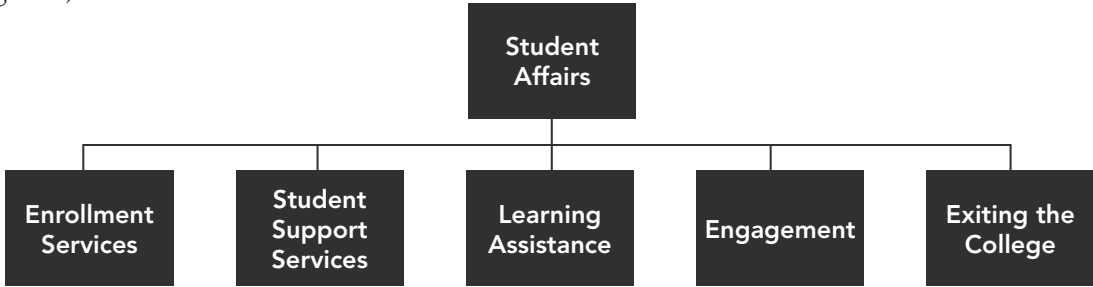 Student
Affairs
Enrollment
Services
Student
Support
Services
Learning
Assistance
Engagement
Exiting the
College